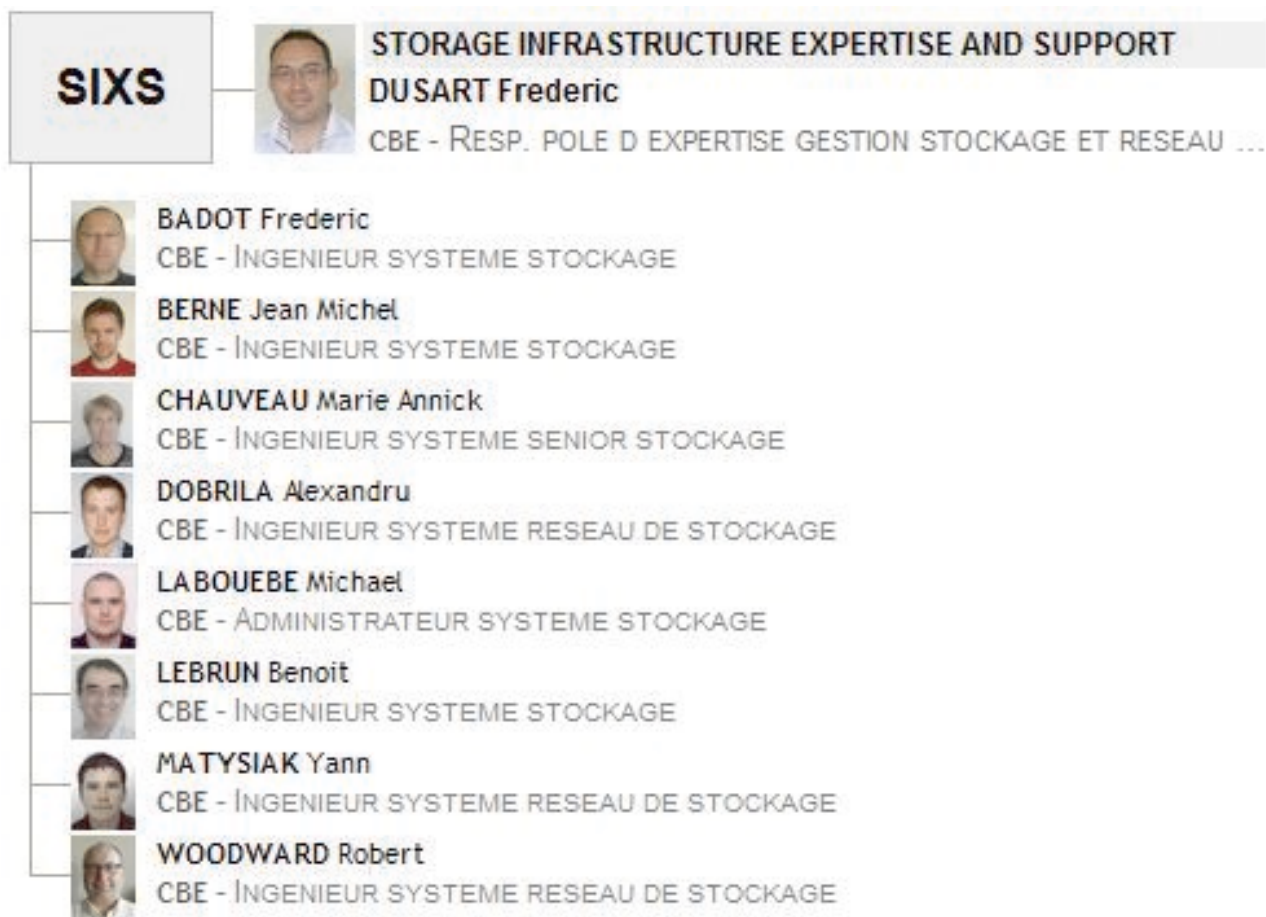 SIXS
STORAGE INFRASTRUCTURE EXPERTISE AND SUPPORT
DUSART Frederic
CBE - RESP. POLE D EXPERTISE GESTION STOCKAGE ET RESEAU ...
BADOT Frederic
CBE - INGENIEUR SYSTEME STOCKAGE
BERNE Jean Michel
CBE - INGENIEUR SYSTEME STOCKAGE
CHAUVEAU Marie Annick
CBE - INGENIEUR SYSTEME SENIOR STOCKAGE
DOBRILA Alexandru
CBE - INGENIEUR SYSTEME RESEAU DE STOCKAGE
LABOUEBE Michael
CBE - ADMINISTRATEUR SYSTEME STOCKAGE
LEBRUN Benoit
CBE - INGENIEUR SYSTEME STOCKAGE
MATYSIAK Yann
CBE - INGENIEUR SYSTEME RESEAU DE STOCKAGE
WOODWARD Robert
CBE - INGENIEUR SYSTEME RESEAU DE STOCKAGE